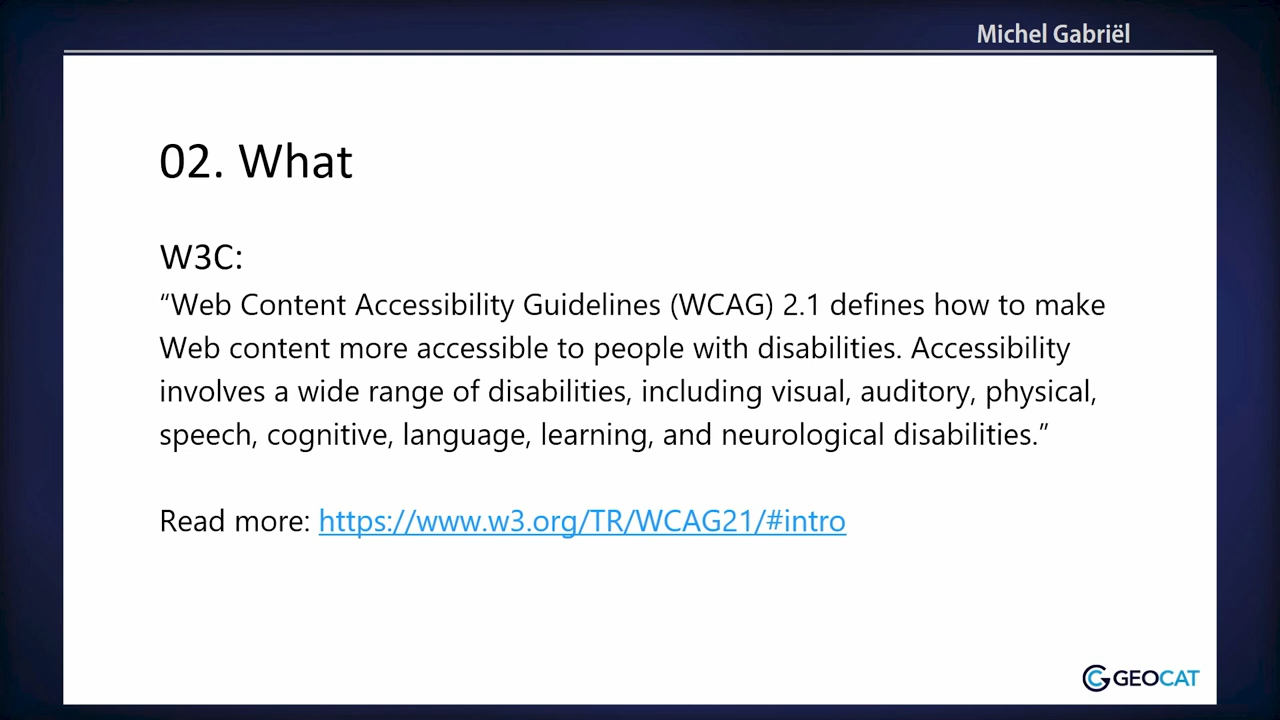 Michel Gabriël
02. What
W3C:
“Web Content Accessibility Guidelines (WCAG) 2.1 defines how to make
Web content more accessible to people with disabilities. Accessibility
involves a wide range of disabilities, including visual, auditory, physical,
speech, cognitive, language, learning, and neurological disabilities.”
Read more: https://www.w3.org/TR/WCAG21/#intro
GEOCAT